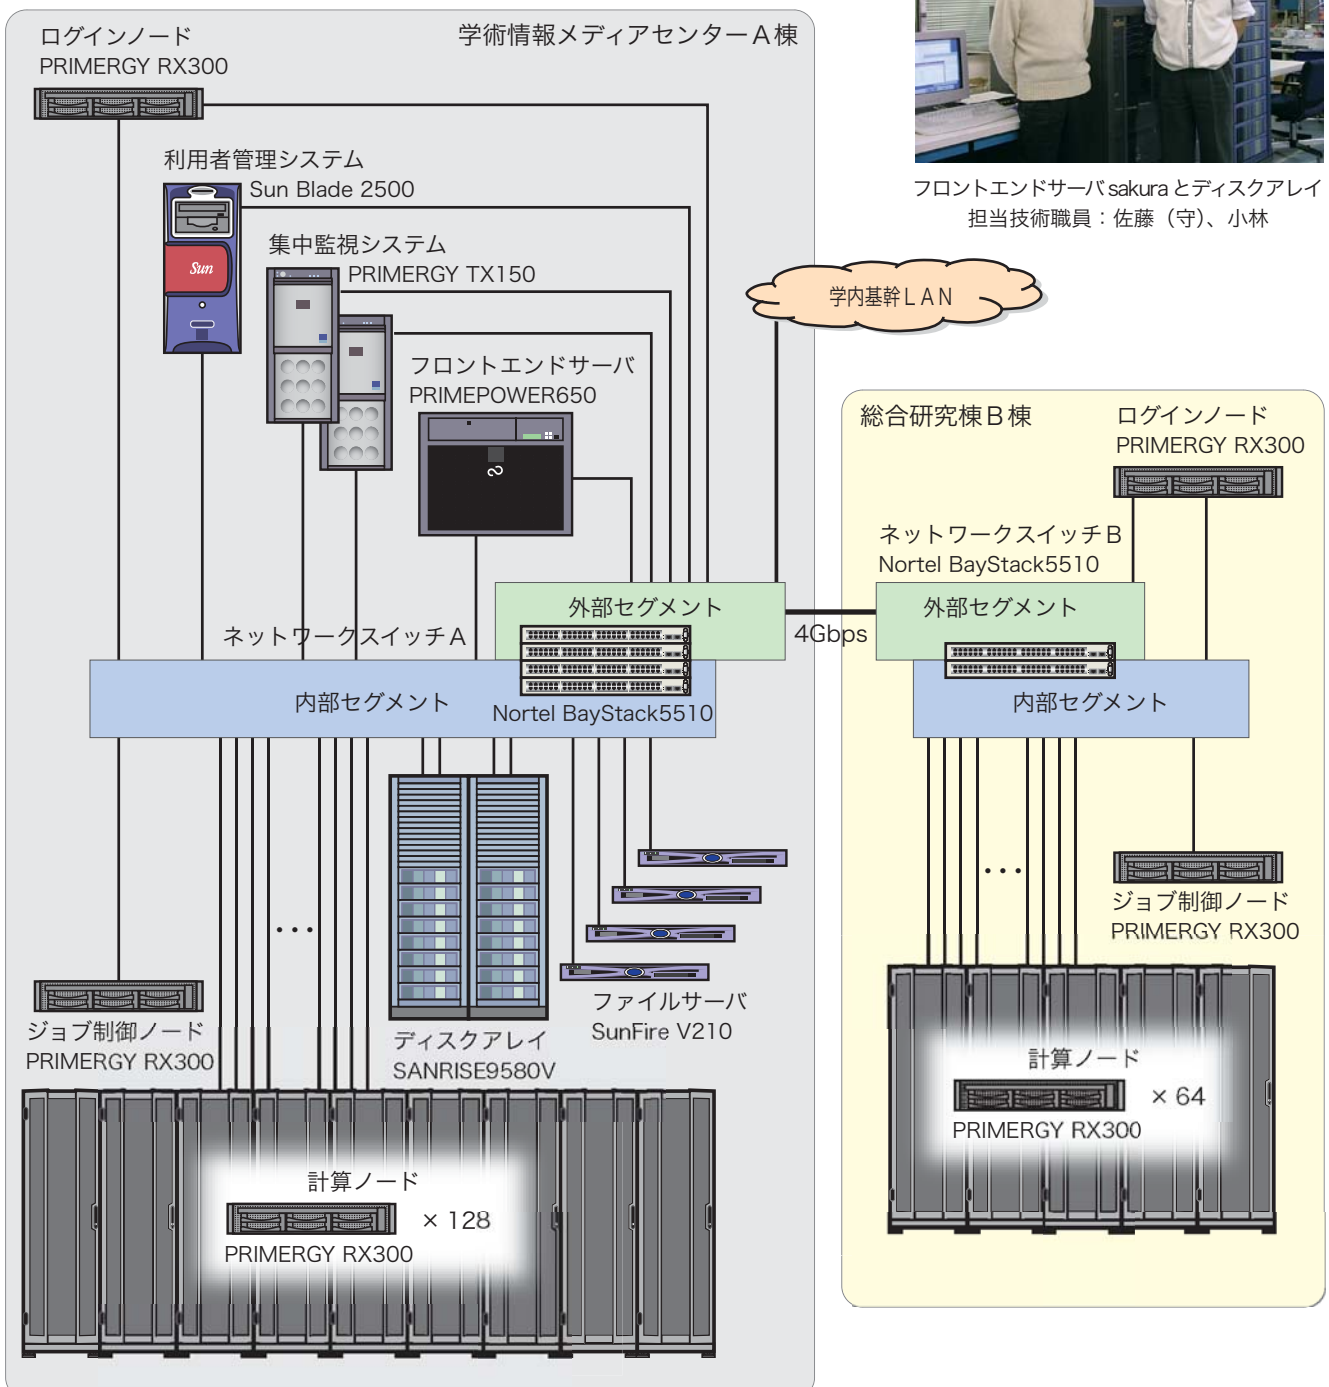 学術情報メディアセンターA棟
ログインノード
PRIMERGY RX300
利用者管理システム
Sun Blade 2500
Sun
集中監視システム
PRIMERGY TX150
フロントエンドサーバ
PRIMEPOWER650
フロントエンドサーバsakuraとディスクアレイ
担当技術職員：佐藤（守）、小林
学内基幹LAN
外部セグメント
ネットワークスイッチA
内部セグメント
Nortel BayStack5510
4Gbps
総合研究棟B棟
ログインノード
PRIMERGY RX300
ネットワークスイッチB
Nortel BayStack5510
外部セグメント
内部セグメント
...
ジョブ制御ノード
PRIMERGY RX300
ディスクアレイ
SANRISE9580V
ファイルサーバ
SunFire V210
計算ノード
× 128
PRIMERGY RX300
...
ジョブ制御ノード
PRIMERGY RX300
計算ノード
× 64
PRIMERGY RX300